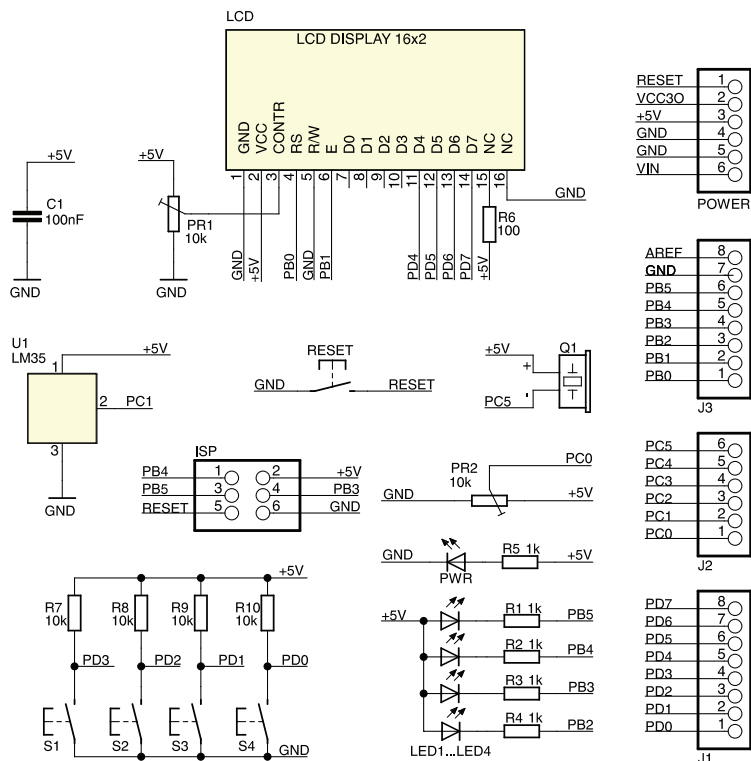 LCD
LCD DISPLAY 16x2
GND VCC CONTR RS R/W E D0 D1 D2 D3 D4 D5 D6 D7 NC NC
1 2 3 4 5 6 7 8 9 10 11 12 13 14 15 16
GND +5V PB0 GND PB1 PD4 PD5 PD6 PD7 +5V
GND
R6
100
+5V
C1
100nF
GND
+5V
PR1
10k
GND
RESET 1
VCC3O 2
+5V 3
GND 4
GND 5
VIN 6
POWER
AREF 8
GND 7
PB5 6
PB4 5
PB3 4
PB2 3
PB1 2
PB0 1
J3
U1
LM35
1 +5V
2 PC1
3
GND
RESET
GND RESET
Q1
+5V +
PC5 -
ISP
PB4 1 2 +5V
PB5 3 4 PB3
RESET 5 6 GND
PR2
10k
PC0
GND +5V
PC5 6
PC4 5
PC3 4
PC2 3
PC1 2
PC0 1
J2
GND R5 1k +5V
PWR
+5V
R7 10k R8 10k R9 10k R10 10k
PD3 PD2 PD1 PD0
S1 S2 S3 S4
GND
+5V R1 1k PB5
R2 1k PB4
R3 1k PB3
R4 1k PB2
LED1...LED4
PD7 8
PD6 7
PD5 6
PD4 5
PD3 4
PD2 3
PD1 2
PD0 1
J1